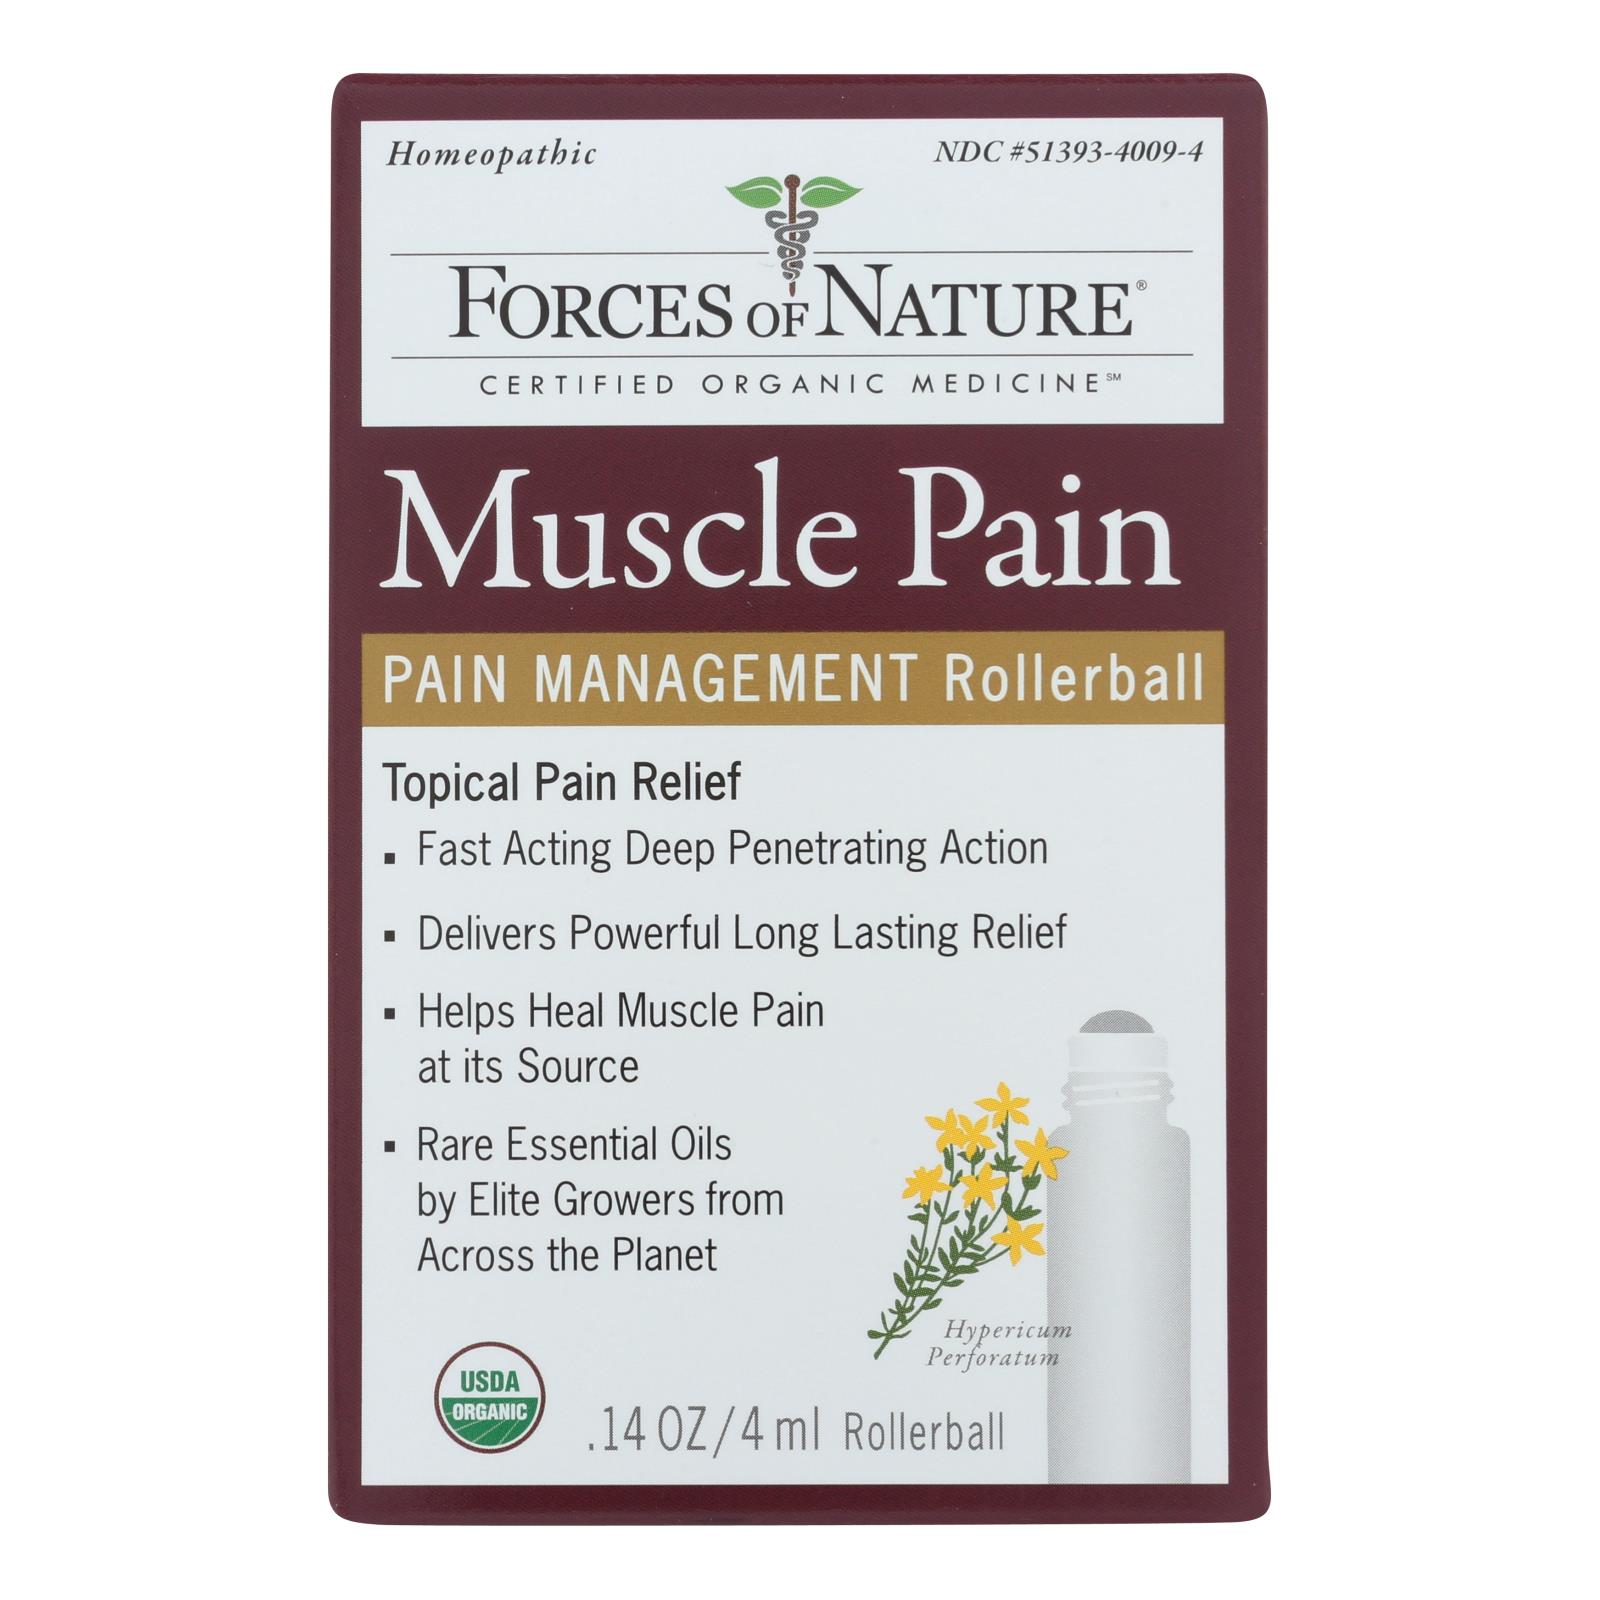 Homeopathic
NDC #51393-4009-4
FORCES OF NATURE®
CERTIFIED ORGANIC MEDICINE℠
Muscle Pain
PAIN MANAGEMENT Rollerball
Topical Pain Relief
▪ Fast Acting Deep Penetrating Action
▪ Delivers Powerful Long Lasting Relief
▪ Helps Heal Muscle Pain
at its Source
▪ Rare Essential Oils
by Elite Growers from
Across the Planet
Hypericum
Perforatum
USDA
ORGANIC
.14 OZ/4 ml Rollerball